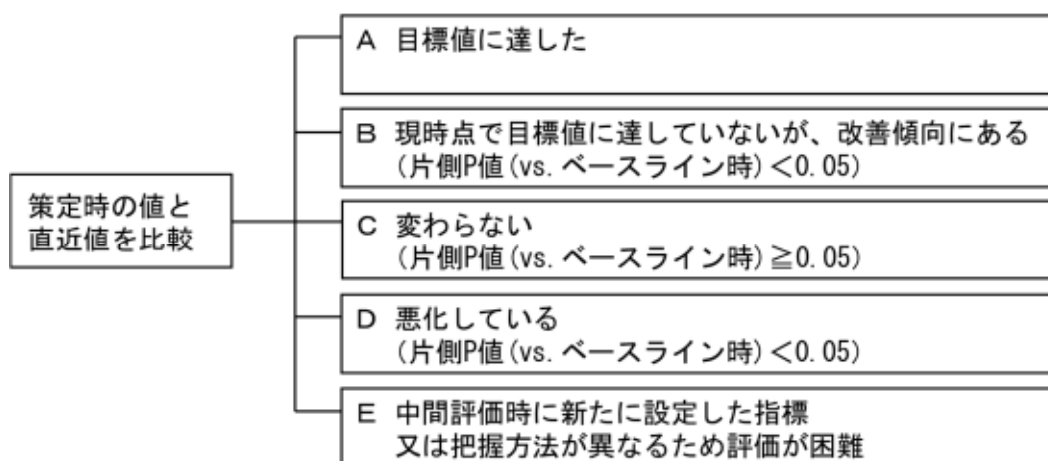 策定時の値と
直近値を比較
A 目標値に達した
B 現時点で目標値に達していないが、改善傾向にある
(片側P値(vs. ベースライン時)<0.05)
C 変わらない
(片側P値(vs. ベースライン時)≧0.05)
D 悪化している
(片側P値(vs. ベースライン時)<0.05)
E 中間評価時に新たに設定した指標
又は把握方法が異なるため評価が困難